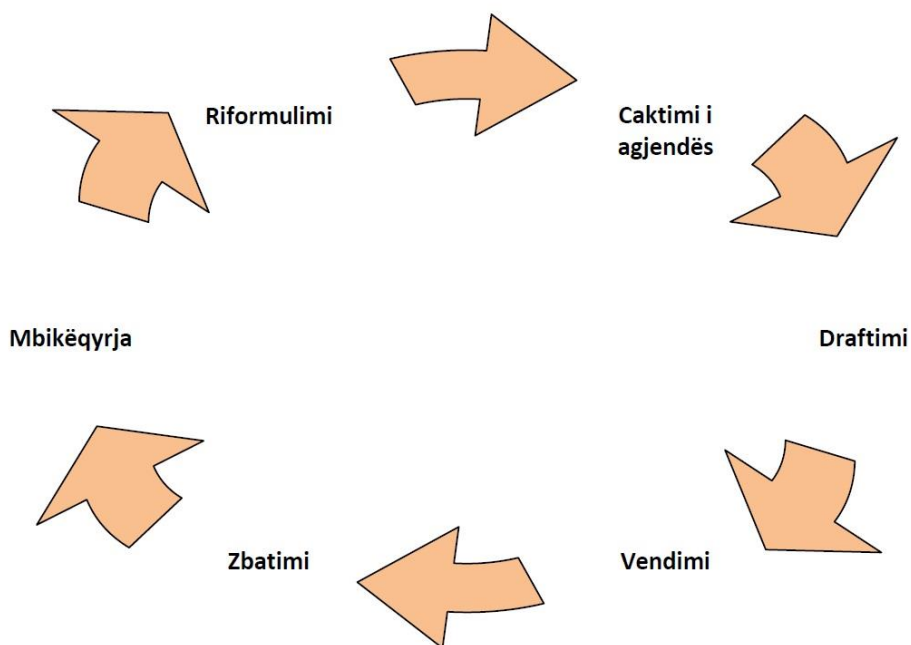 Riformulimi
Caktimi i
agjendës
Mbikëqyrja
Draftimi
Zbatimi
Vendimi